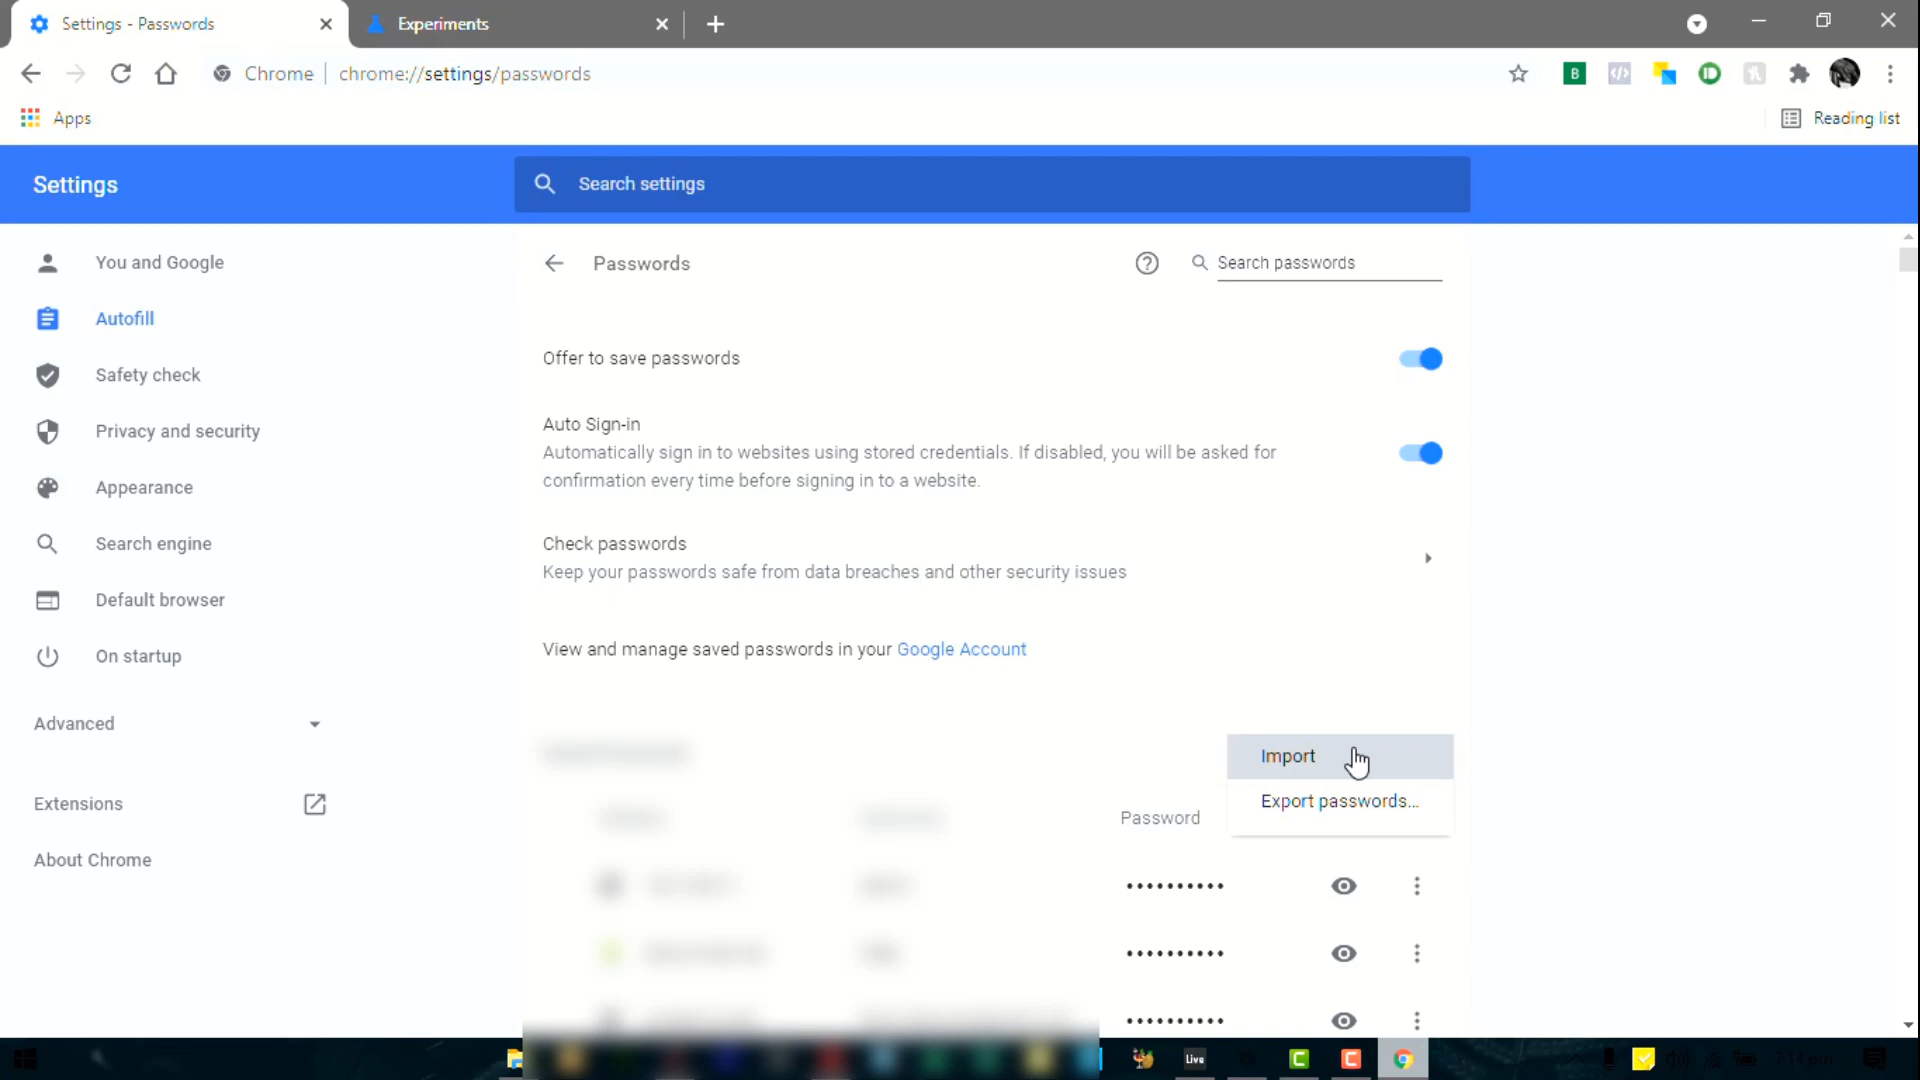 Settings - Passwords
Experiments
Chrome
chrome://settings/passwords
B
Apps
Reading list
Settings
Search settings
You and Google
Autofill
Safety check
Privacy and security
Appearance
Search engine
Default browser
On startup
Advanced
Extensions
About Chrome
Passwords
Search passwords
Offer to save passwords
Auto Sign-in
Automatically sign in to websites using stored credentials. If disabled, you will be asked for
confirmation every time before signing in to a website.
Check passwords
Keep your passwords safe from data breaches and other security issues
View and manage saved passwords in your Google Account
Import
Export passwords...
Password
••••••••••
••••••••••
••••••••••
Live
C
C